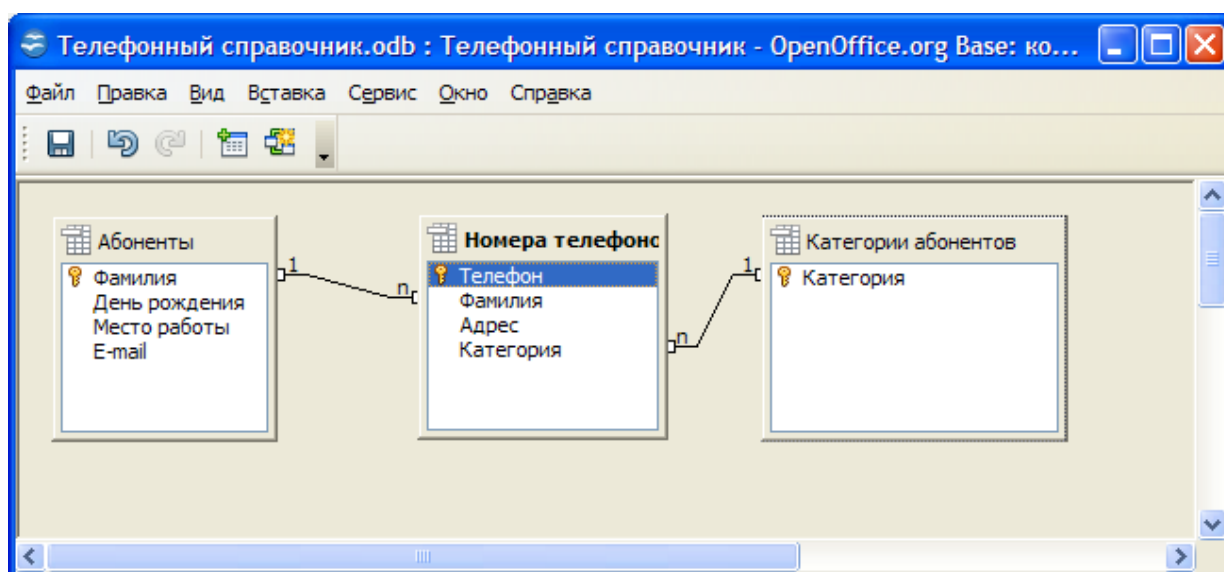 Телефонный справочник.odb : Телефонный справочник - OpenOffice.org Base: ко...
Файл Правка Вид Вставка Сервис Окно Справка
Абоненты
Фамилия
День рождения
Место работы
E-mail
1
n
Номера телефоно
Телефон
Фамилия
Адрес
Категория
n
1
Категории абонентов
Категория